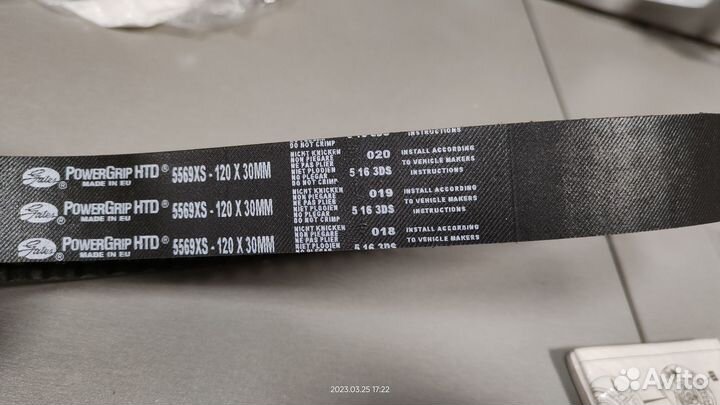 DO NOT CRIMP
INSTRUCTIONS
Gates ® POWERGRIP HTD ® 5569XS - 120 X 30MM
MADE IN EU
NICHT KNICKEN
NON PIEGARE
NE PAS PLIER
NIET PLOOIEN
NO PLEGAR
DO NOT CRIMP
020
5 16 3DS
INSTALL ACCORDING
TO VEHICLE MAKERS
INSTRUCTIONS
Gates ® POWERGRIP HTD ® 5569XS - 120 X 30MM
MADE IN EU
NICHT KNICKEN
NON PIEGARE
NE PAS PLIER
NIET PLOOIEN
NO PLEGAR
DO NOT CRIMP
019
5 16 3DS
INSTALL ACCORDING
TO VEHICLE MAKERS
INSTRUCTIONS
Gates ® POWERGRIP HTD ® 5569XS - 120 X 30MM
MADE IN EU
NICHT KNICKEN
NON PIEGARE
NE PAS PLIER
NIET PLOOIEN
NO PLEGAR
018
5 16 3DS
INSTALL ACCORDING
TO VEHICLE MAKERS
2023.03.25 17:22
Avito